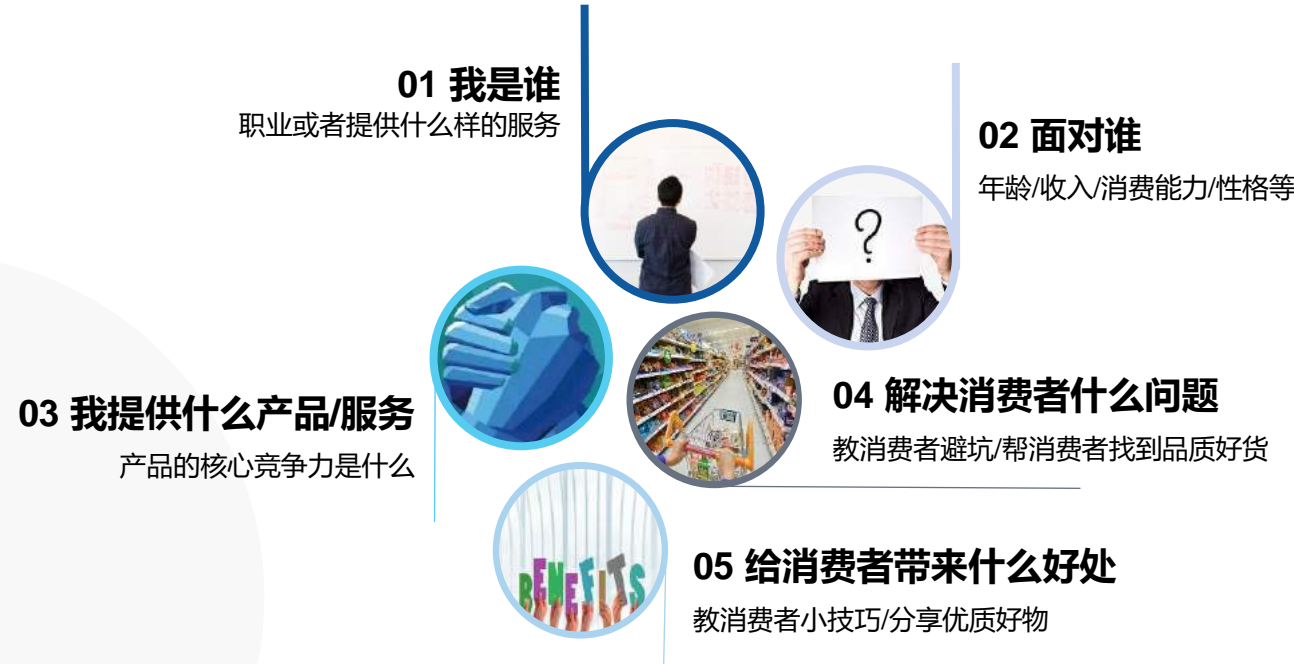 01 我是谁
职业或者提供什么样的服务
02 面对谁
年龄/收入/消费能力/性格等
03 我提供什么产品/服务
产品的核心竞争力是什么
04 解决消费者什么问题
教消费者避坑/帮消费者找到品质好货
BENEFITS
05 给消费者带来什么好处
教消费者小技巧/分享优质好物
?